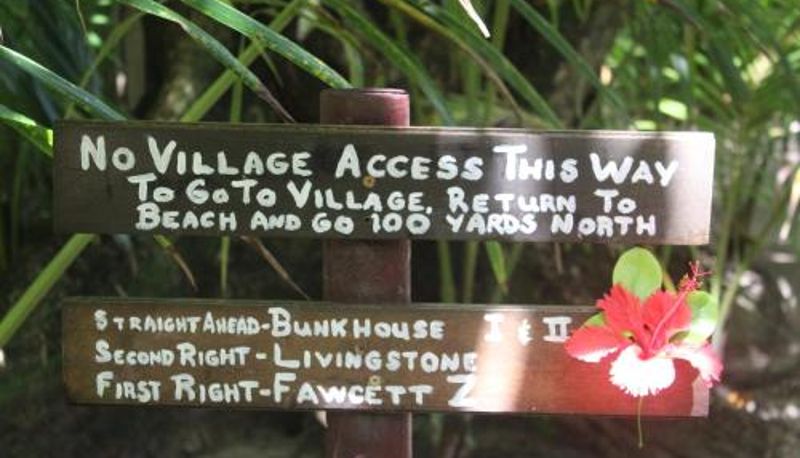 No Village Access This Way
To Go To Village, Return To
Beach and Go 100 Yards North
Straight Ahead - Bunkhouse I & II
Second Right - Livingstone
First Right - Fawcett Z